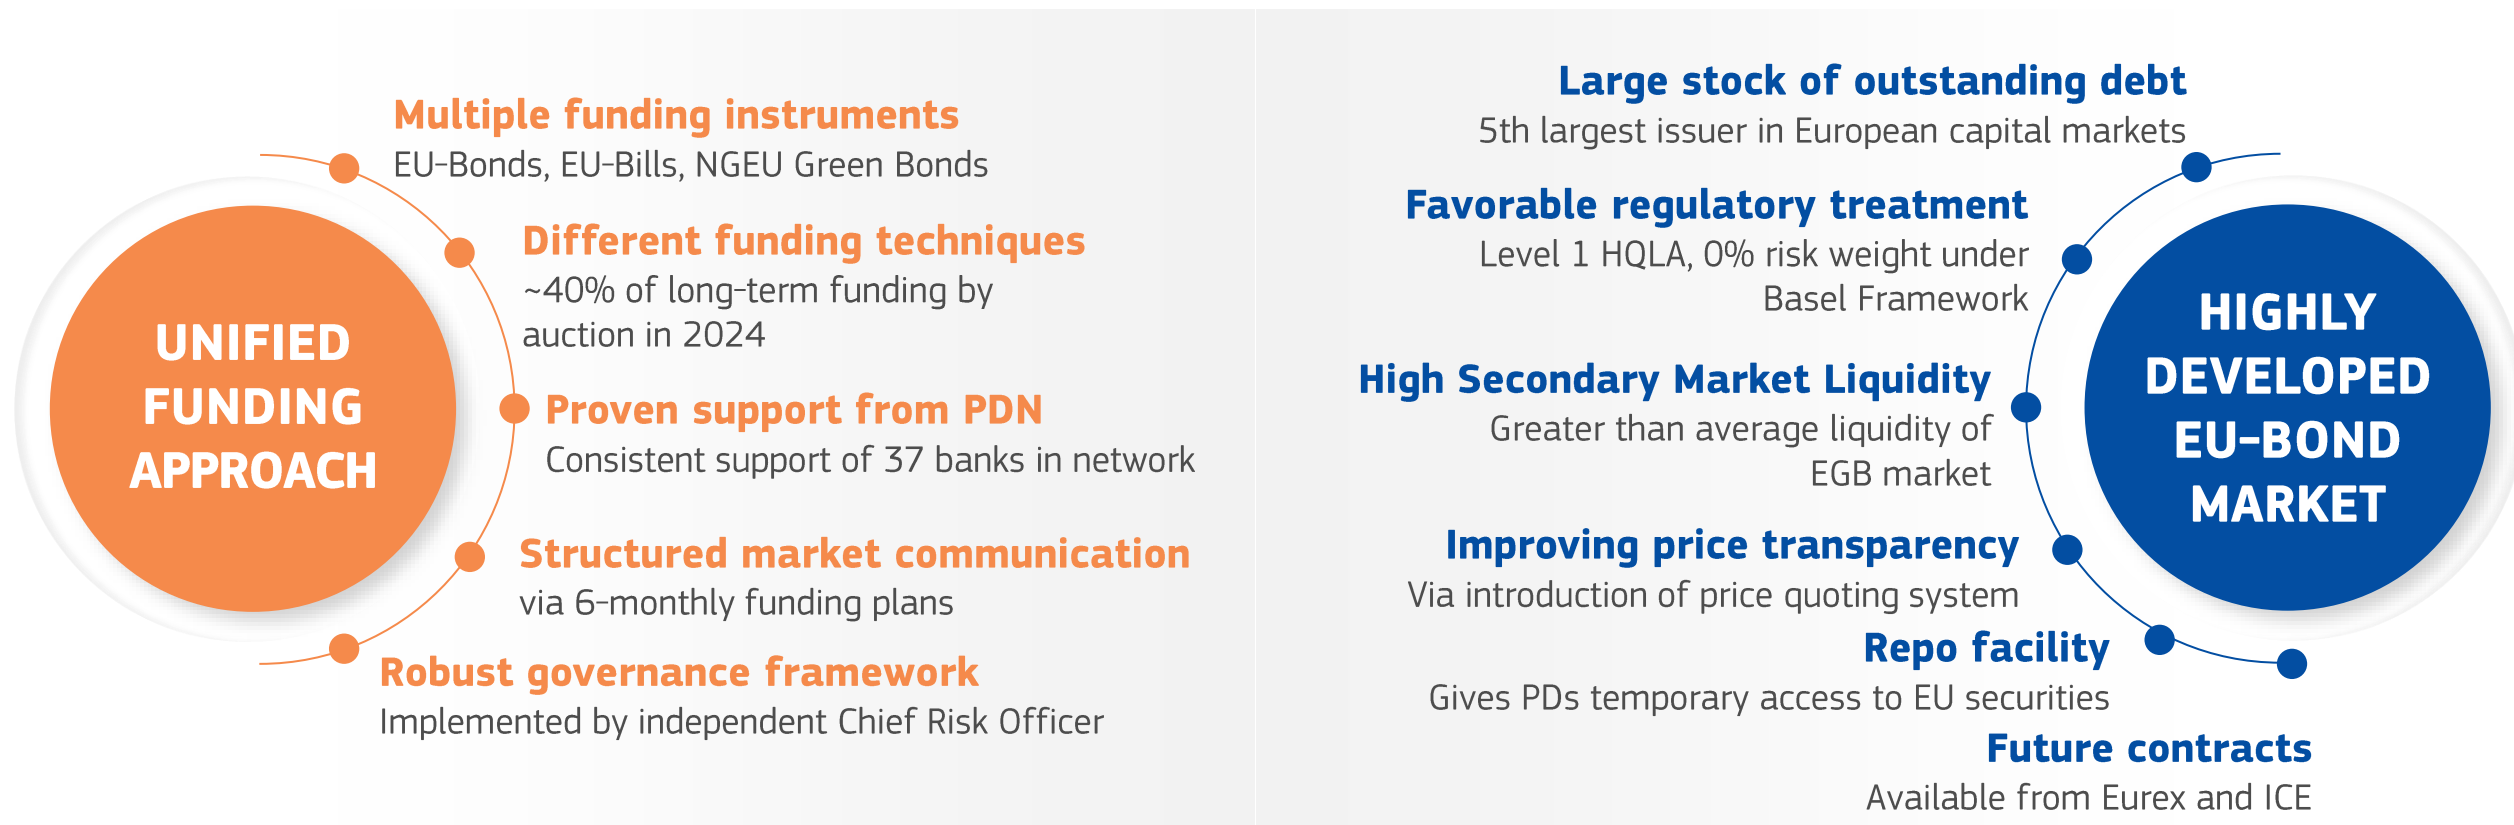 UNIFIED
FUNDING
APPROACH
Multiple funding instruments
EU-Bonds, EU-Bills, NGEU Green Bonds
Different funding techniques
~40% of long-term funding by
auction in 2024
Proven support from PDN
Consistent support of 37 banks in network
Structured market communication
via 6-monthly funding plans
Robust governance framework
Implemented by independent Chief Risk Officer
Large stock of outstanding debt
5th largest issuer in European capital markets
Favorable regulatory treatment
Level 1 HQLA, 0% risk weight under
Basel Framework
High Secondary Market Liquidity
Greater than average liquidity of
EGB market
Improving price transparency
Via introduction of price quoting system
Repo facility
Gives PDs temporary access to EU securities
Future contracts
Available from Eurex and ICE
HIGHLY
DEVELOPED
EU-BOND
MARKET